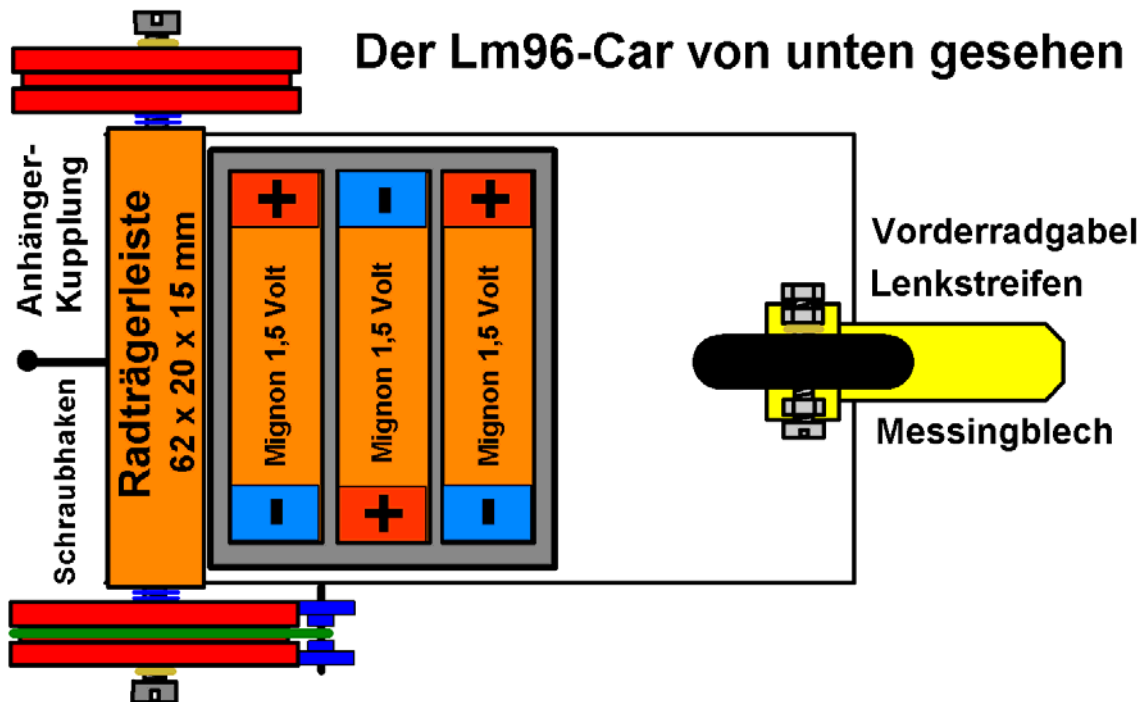 Der Lm96-Car von unten gesehen
Anhänger-
Kupplung
Schraubhaken
Radträgerleiste
62 x 20 x 15 mm
+
-
+
Mignon 1,5 Volt
Mignon 1,5 Volt
Mignon 1,5 Volt
-
+
-
Vorderradgabel
Lenkstreifen
Messingblech